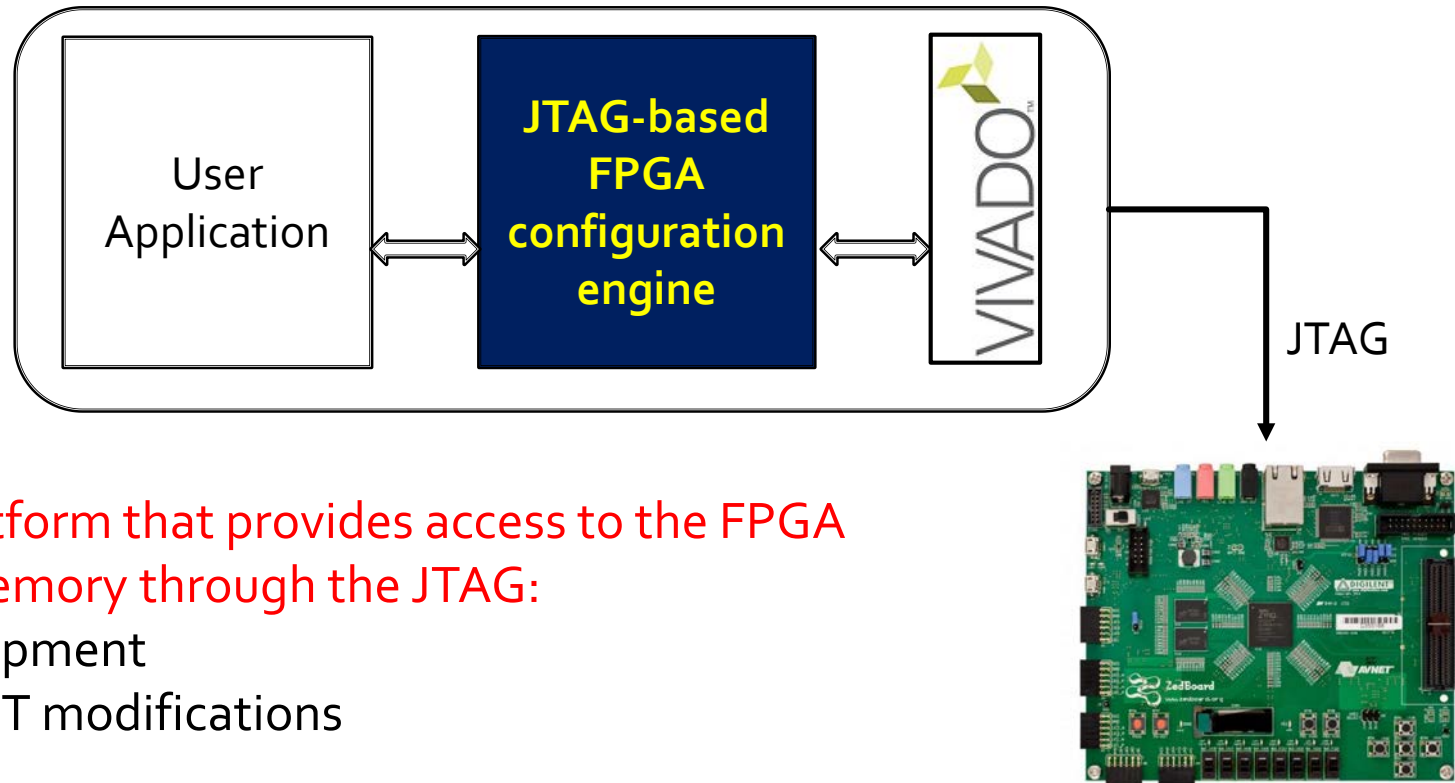 User
Application
JTAG-based
FPGA
configuration
engine
VIVADO
JTAG
tform that provides access to the FPGA
emory through the JTAG:
pment
T modifications
DIGILENT
AVNET
ZedBoard